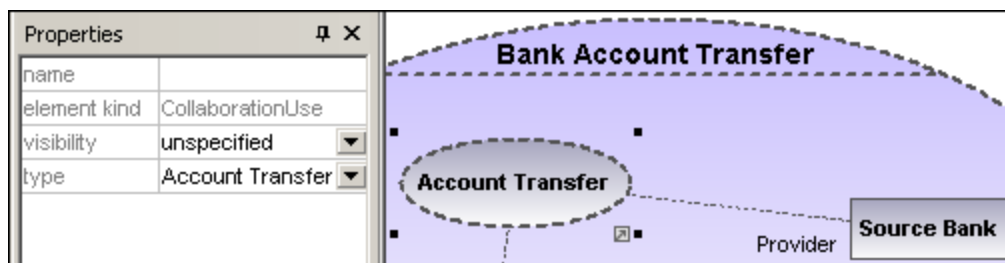 Properties
name
element kind CollaborationUse
visibility unspecified
type Account Transfer
Bank Account Transfer
Account Transfer
Source Bank
Provider